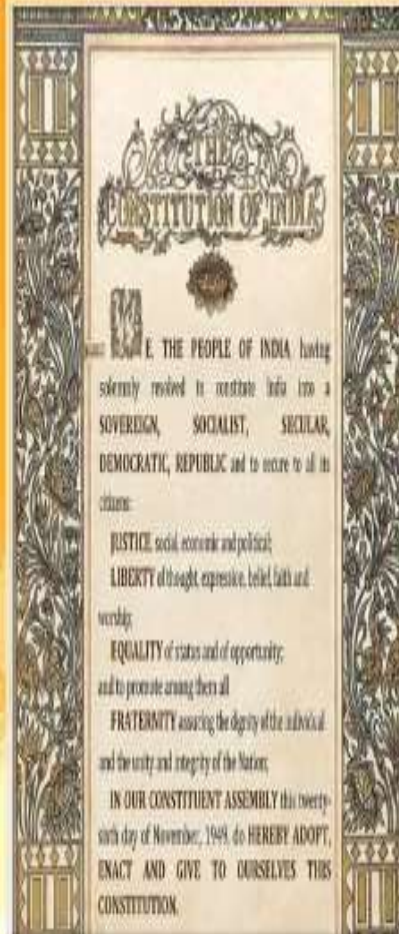 THE
CONSTITUTION OF INDIA
WE, THE PEOPLE OF INDIA having
solemnly resolved to constitute India into a
SOVEREIGN, SOCIALIST, SECULAR,
DEMOCRATIC, REPUBLIC and to secure to all its
citizens:
JUSTICE, social, economic and political;
LIBERTY of thought, expression, belief, faith and
worship;
EQUALITY of status and of opportunity;
and to promote among them all
FRATERNITY assuring the dignity of the individual
and the unity and integrity of the Nation;
IN OUR CONSTITUENT ASSEMBLY this twenty-
sixth day of November, 1949, do HEREBY ADOPT,
ENACT AND GIVE TO OURSELVES THIS
CONSTITUTION.